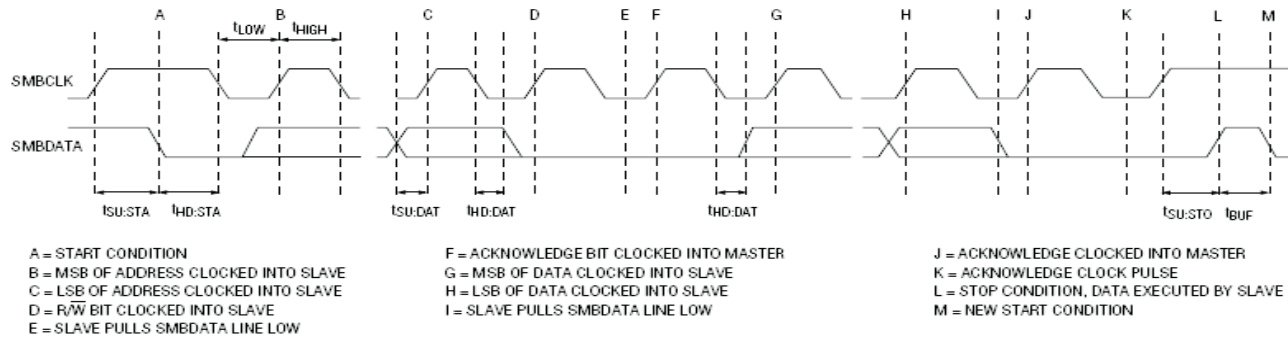 A B C D E F G H I J K L M
tLOW tHIGH
SMBCLK
SMBDATA
tSU:STA tHD:STA tSU:DAT tHD:DAT tHD:DAT tSU:STO tBUF
A = START CONDITION
B = MSB OF ADDRESS CLOCKED INTO SLAVE
C = LSB OF ADDRESS CLOCKED INTO SLAVE
D = R/W̅ BIT CLOCKED INTO SLAVE
E = SLAVE PULLS SMBDATA LINE LOW
F = ACKNOWLEDGE BIT CLOCKED INTO MASTER
G = MSB OF DATA CLOCKED INTO SLAVE
H = LSB OF DATA CLOCKED INTO SLAVE
I = SLAVE PULLS SMBDATA LINE LOW
J = ACKNOWLEDGE CLOCKED INTO MASTER
K = ACKNOWLEDGE CLOCK PULSE
L = STOP CONDITION, DATA EXECUTED BY SLAVE
M = NEW START CONDITION